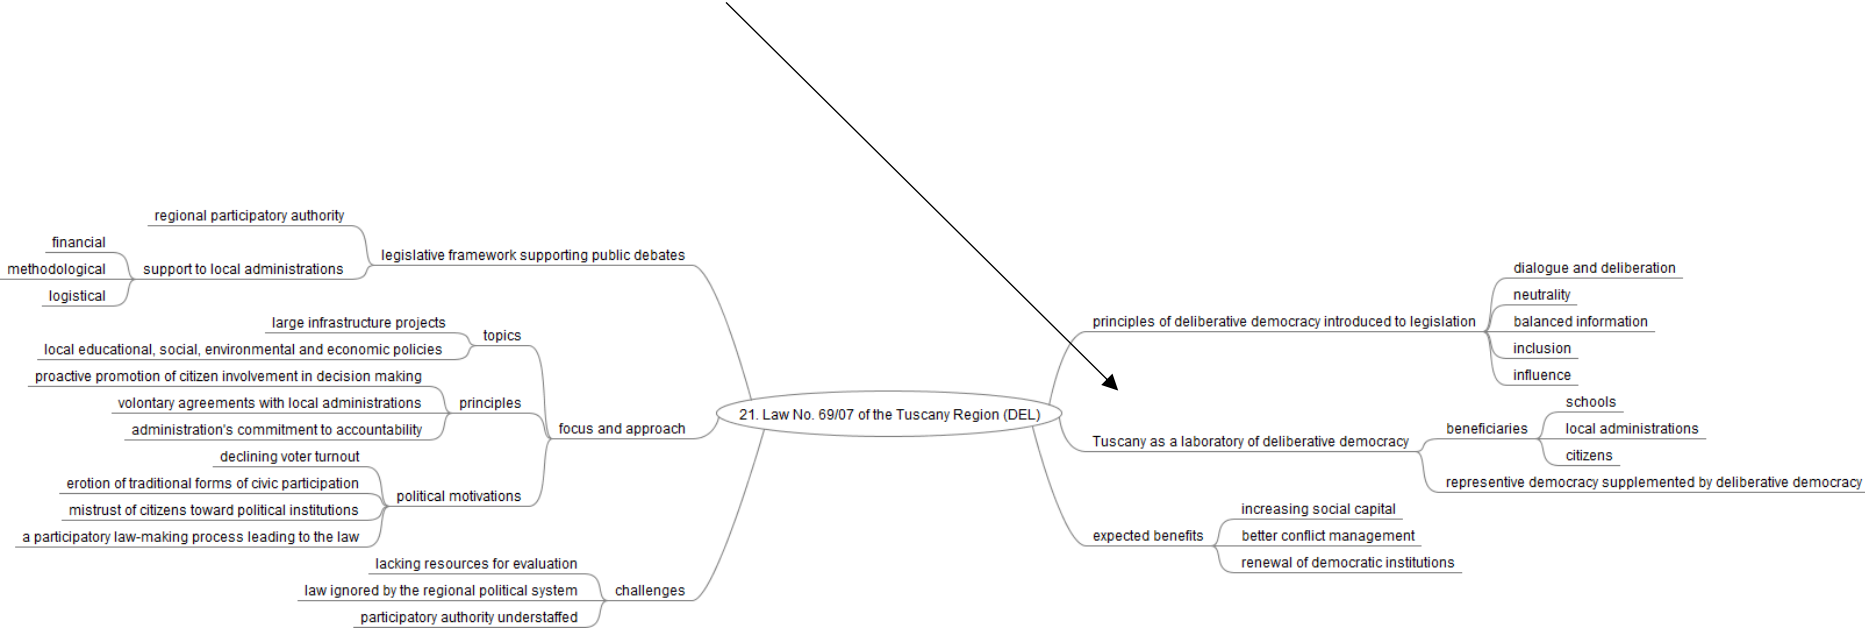 21. Law No. 69/07 of the Tuscany Region (DEL)
legislative framework supporting public debates
regional participatory authority
support to local administrations
financial
methodological
logistical
focus and approach
topics
large infrastructure projects
local educational, social, environmental and economic policies
principles
proactive promotion of citizen involvement in decision making
volontary agreements with local administrations
administration's commitment to accountability
political motivations
declining voter turnout
erotion of traditional forms of civic participation
mistrust of citizens toward political institutions
a participatory law-making process leading to the law
challenges
lacking resources for evaluation
law ignored by the regional political system
participatory authority understaffed
principles of deliberative democracy introduced to legislation
dialogue and deliberation
neutrality
balanced information
inclusion
influence
Tuscany as a laboratory of deliberative democracy
beneficiaries
schools
local administrations
citizens
representive democracy supplemented by deliberative democracy
expected benefits
increasing social capital
better conflict management
renewal of democratic institutions